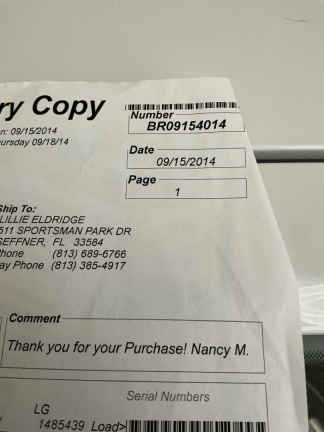 ry Copy
Number
BR09154014
n: 09/15/2014
ursday 09/18/14
Date
09/15/2014
Page
1
Ship To:
LILLIE ELDRIDGE
511 SPORTSMAN PARK DR
SEFFNER, FL 33584
hone (813) 689-6766
ay Phone (813) 385-4917
Comment
Thank you for your Purchase! Nancy M.
Serial Numbers
LG
1485439 Load>